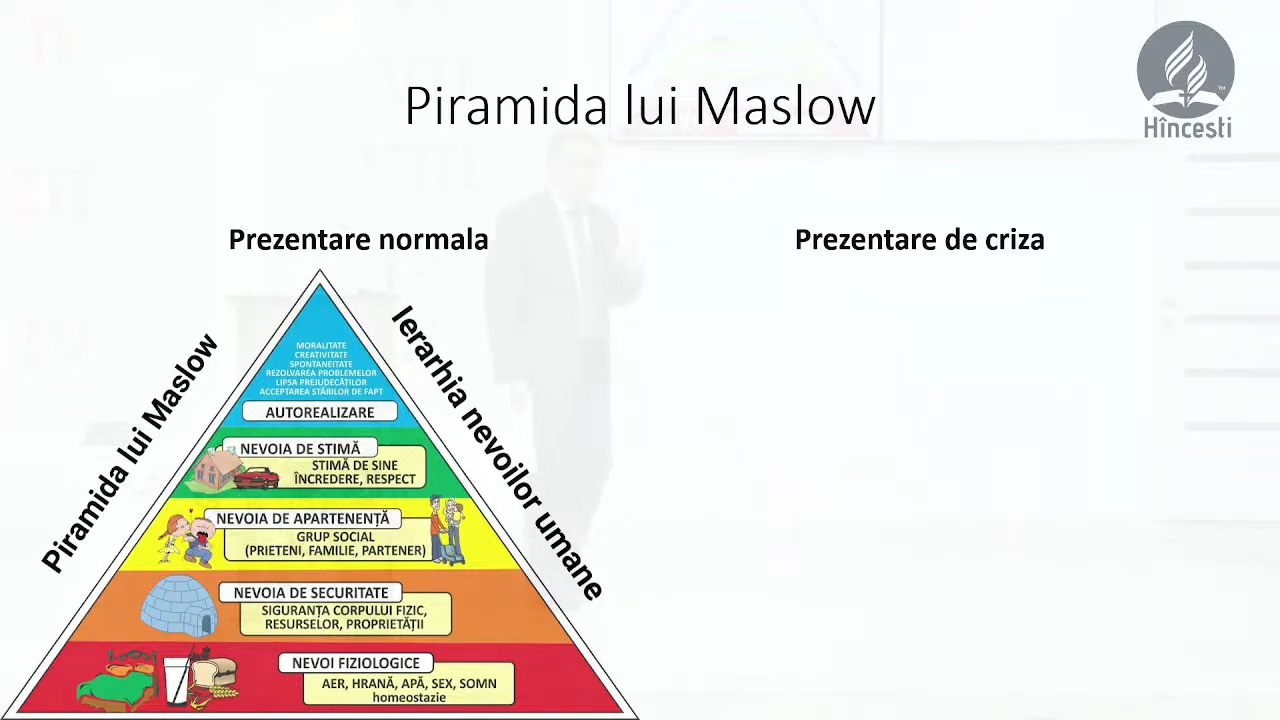 Hîncești
Piramida lui Maslow
Prezentare normala
Prezentare de criza
Piramida lui Maslow
Ierarhia nevoilor umane
MORALITATE
CREATIVITATE
SPONTANEITATE
REZOLVAREA PROBLEMELOR
LIPSA PREJUDECĂȚILOR
ACCEPTAREA STĂRILOR DE FAPT
AUTOREALIZARE
NEVOIA DE STIMĂ
STIMĂ DE SINE
ÎNCREDERE, RESPECT
NEVOIA DE APARTENENȚĂ
GRUP SOCIAL
(PRIETENI, FAMILIE, PARTENER)
NEVOIA DE SECURITATE
SIGURANȚA CORPULUI FIZIC,
RESURSELOR, PROPRIETĂȚII
NEVOI FIZIOLOGICE
AER, HRANĂ, APĂ, SEX, SOMN
homeostazie